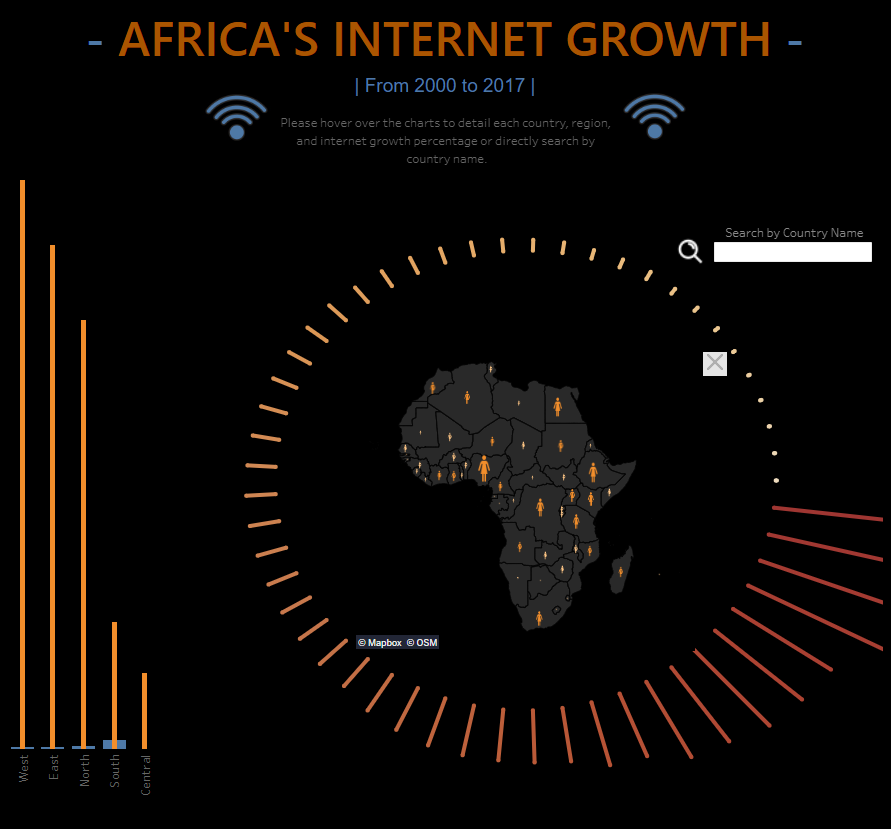 - AFRICA'S INTERNET GROWTH -
| From 2000 to 2017 |
Please hover over the charts to detail each country, region,
and internet growth percentage or directly search by
country name.
Search by Country Name
© Mapbox © OSM
West
East
North
South
Central